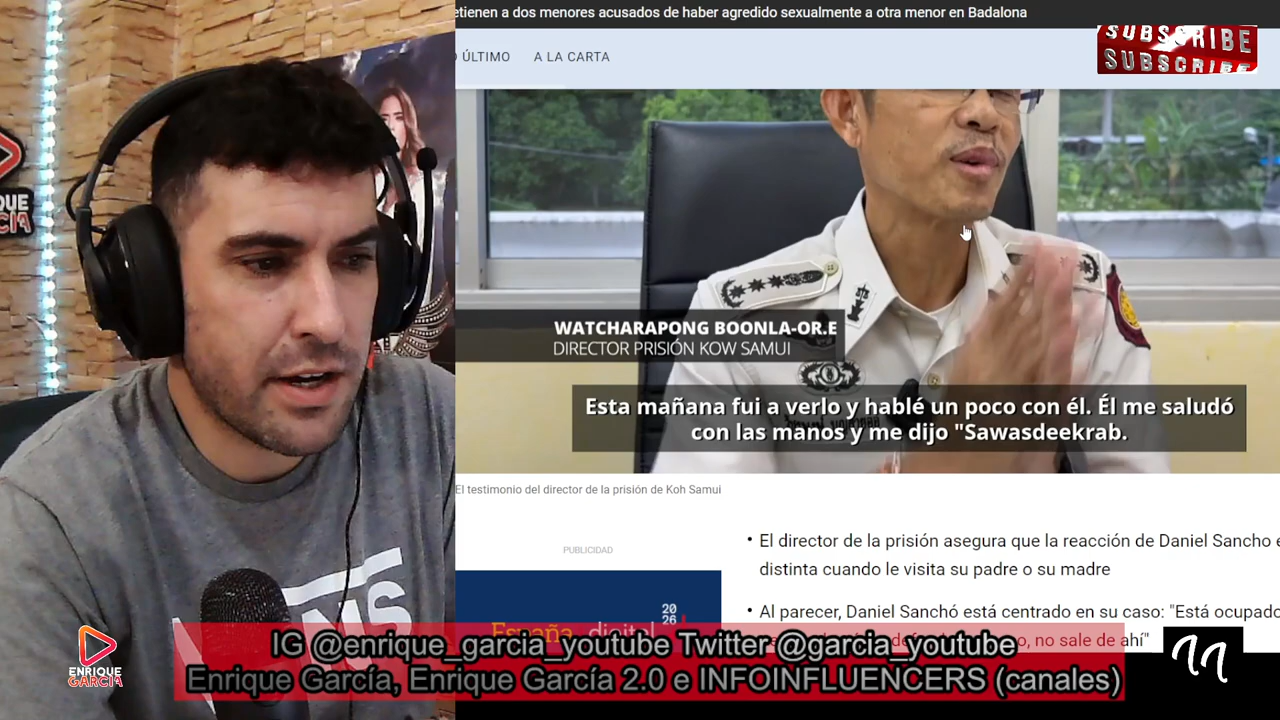 etienen a dos menores acusados de haber agredido sexualmente a otra menor en Badalona
SUBSCRIBE
SUBSCRIBE
O ÚLTIMO A LA CARTA
WATCHARAPONG BOONLA-OR.E
DIRECTOR PRISIÓN KOW SAMUI
Esta mañana fui a verlo y hablé un poco con él. Él me saludó
con las manos y me dijo "Sawasdeekrab.
El testimonio del director de la prisión de Koh Samui
PUBLICIDAD
• El director de la prisión asegura que la reacción de Daniel Sancho e
distinta cuando le visita su padre o su madre
• Al parecer, Daniel Sanchó está centrado en su caso: "Está ocupado
o, no sale de ahí"
20
26
España digital
IG @enrique_garcia_youtube Twitter @garcia_youtube
Enrique García, Enrique García 2.0 e INFOINFLUENCERS (canales)
ENRIQUE
GARCÍA